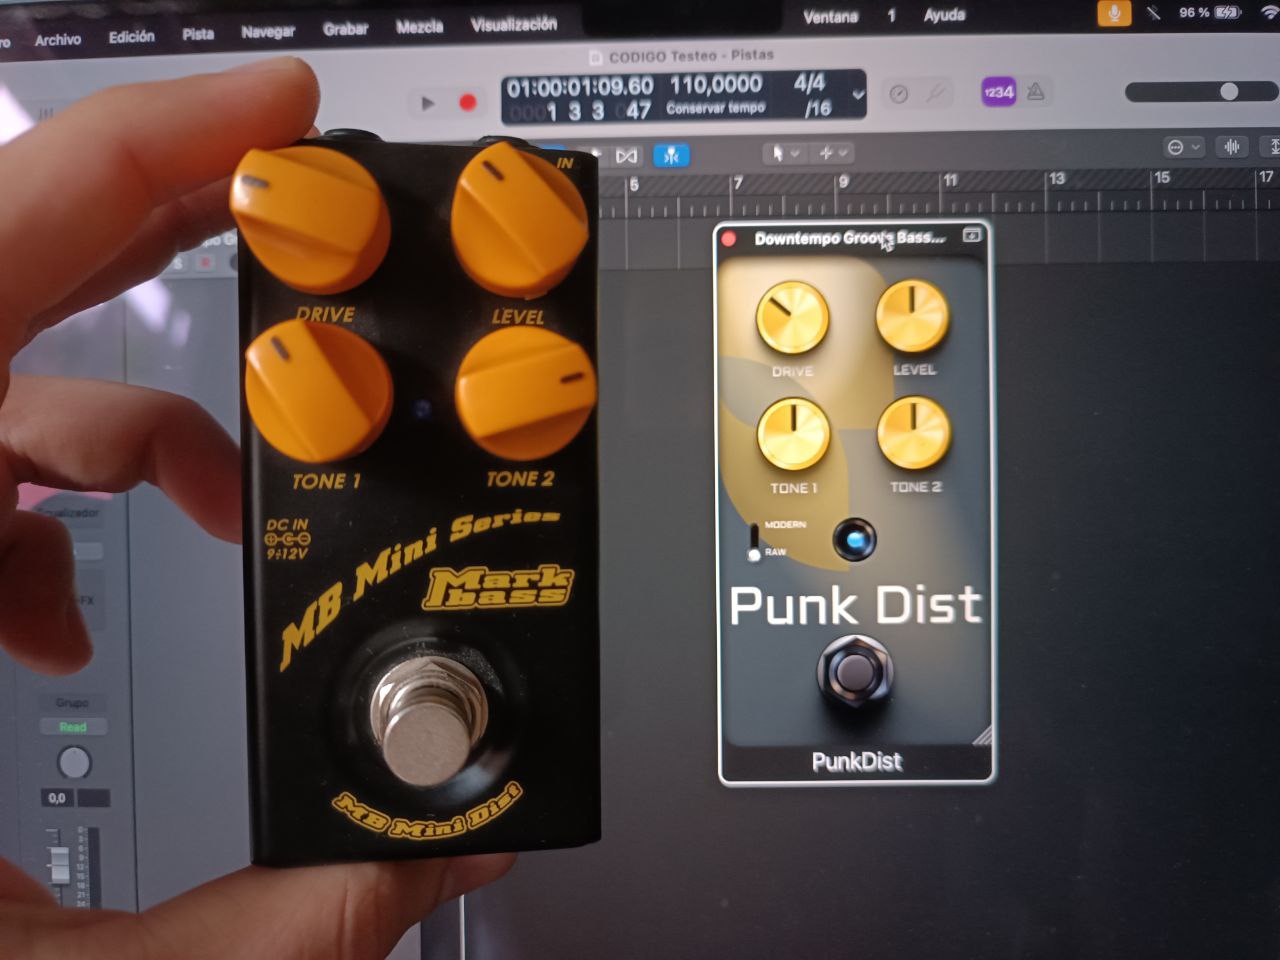 Archivo Edición Pista Navegar Grabar Mezcla Visualización Ventana 1 Ayuda 96 %
CODIGO Testeo - Pistas
01:00:01:09.60 110,0000 4/4
1 3 3 47 Conservar tempo /16
1234
5 7 9 11 13 15 17
IN
DRIVE LEVEL
TONE 1 TONE 2
DC IN
9÷12V
MB Mini Series
Mark
bass
MB Mini Dist
Downtempo Groove Bass...
DRIVE LEVEL
TONE 1 TONE 2
MODERN
RAW
Punk Dist
PunkDist
S R
Grupo
Read
0,0